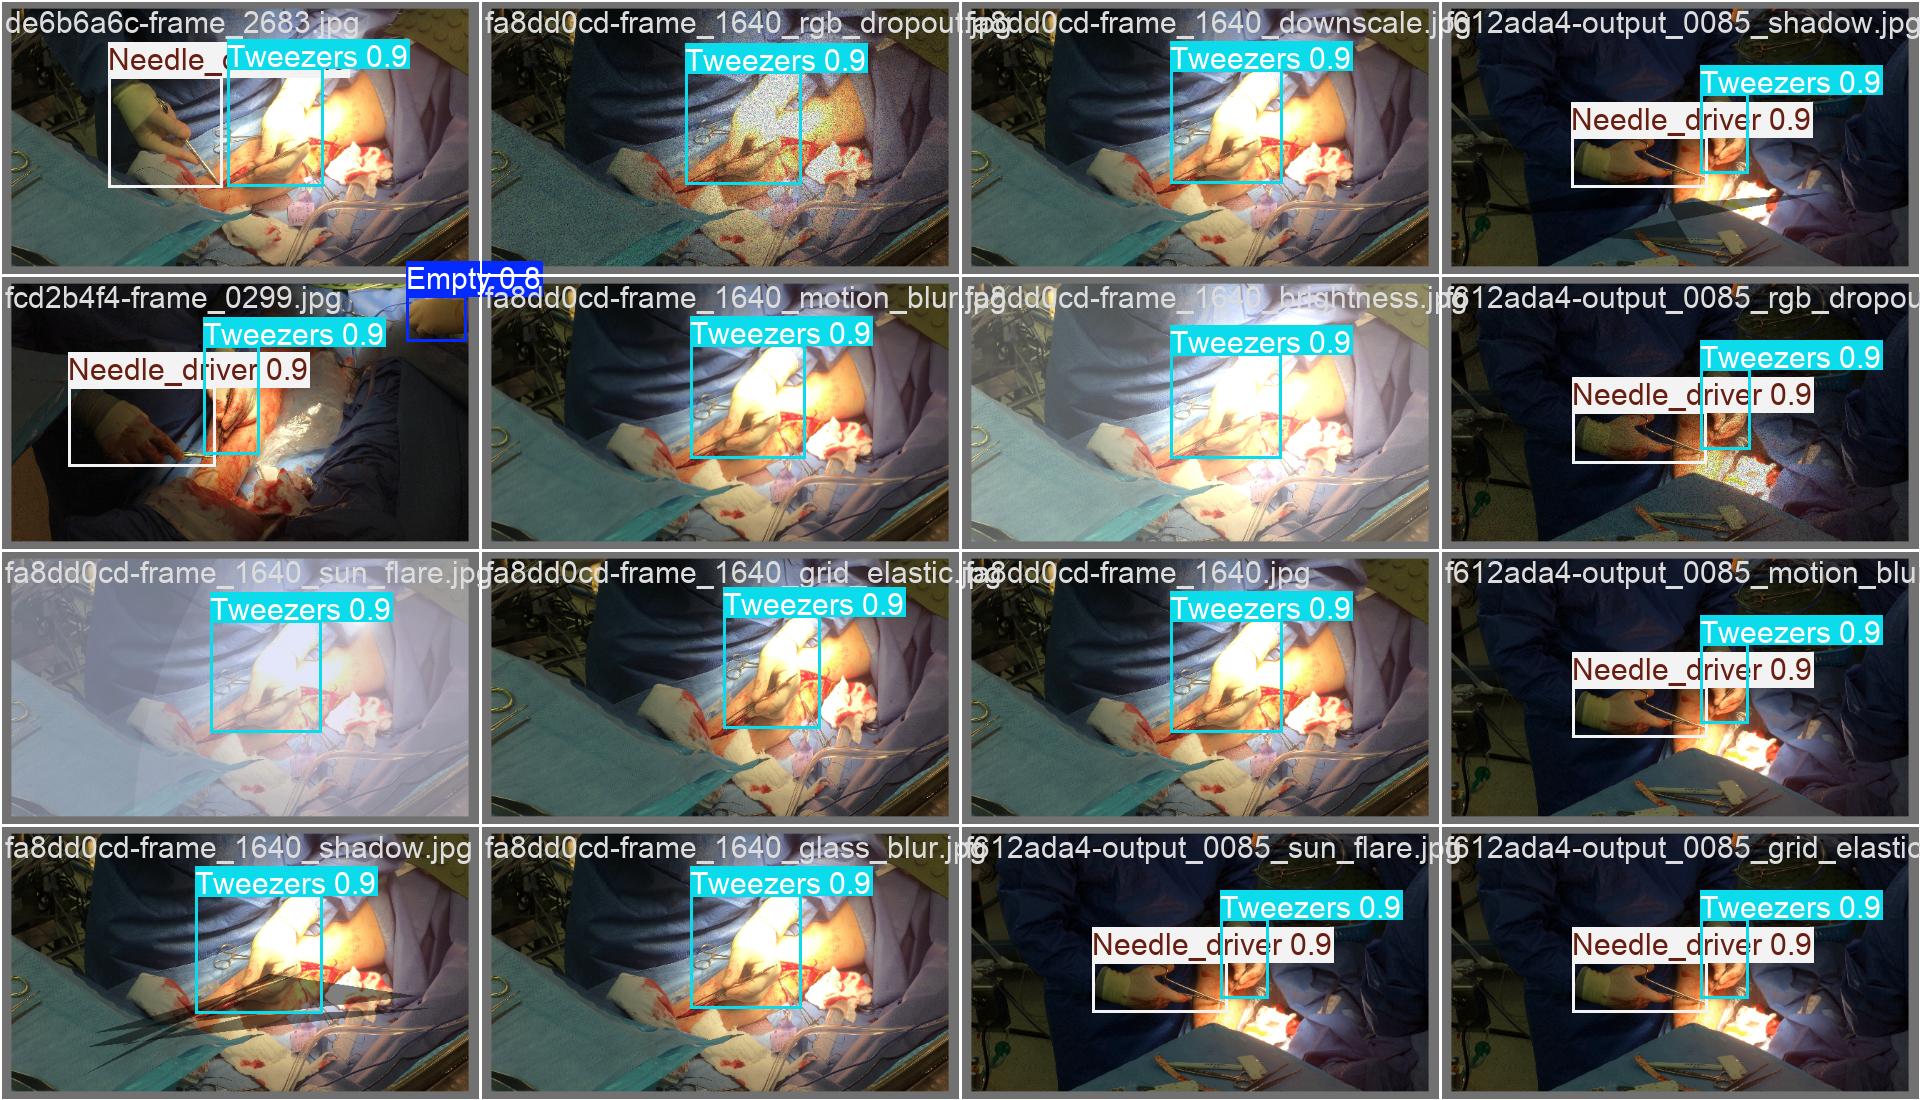 de6b6a6c-frame_2683.jpg
Tweezers 0.9
fa8dd0cd-frame_1640_rgb_dropout.jpg
Tweezers 0.9
fa8dd0cd-frame_1640_downscale.jpg
Tweezers 0.9
f612ada4-output_0085_shadow.jpg
Tweezers 0.9
Needle_driver 0.9
fcd2b4f4-frame_0299.jpg
Empty 0.8
Tweezers 0.9
Needle_driver 0.9
fa8dd0cd-frame_1640_motion_blur.jpg
Tweezers 0.9
fa8dd0cd-frame_1640_brightness.jpg
Tweezers 0.9
f612ada4-output_0085_rgb_dropou
Tweezers 0.9
Needle_driver 0.9
fa8dd0cd-frame_1640_sun_flare.jpg
Tweezers 0.9
fa8dd0cd-frame_1640_grid_elastic.jpg
Tweezers 0.9
fa8dd0cd-frame_1640.jpg
Tweezers 0.9
f612ada4-output_0085_motion_blu
Tweezers 0.9
Needle_driver 0.9
fa8dd0cd-frame_1640_shadow.jpg
Tweezers 0.9
fa8dd0cd-frame_1640_glass_blur.jpg
Tweezers 0.9
f612ada4-output_0085_sun_flare.jpg
Tweezers 0.9
Needle_driver 0.9
f612ada4-output_0085_grid_elastic
Tweezers 0.9
Needle_driver 0.9